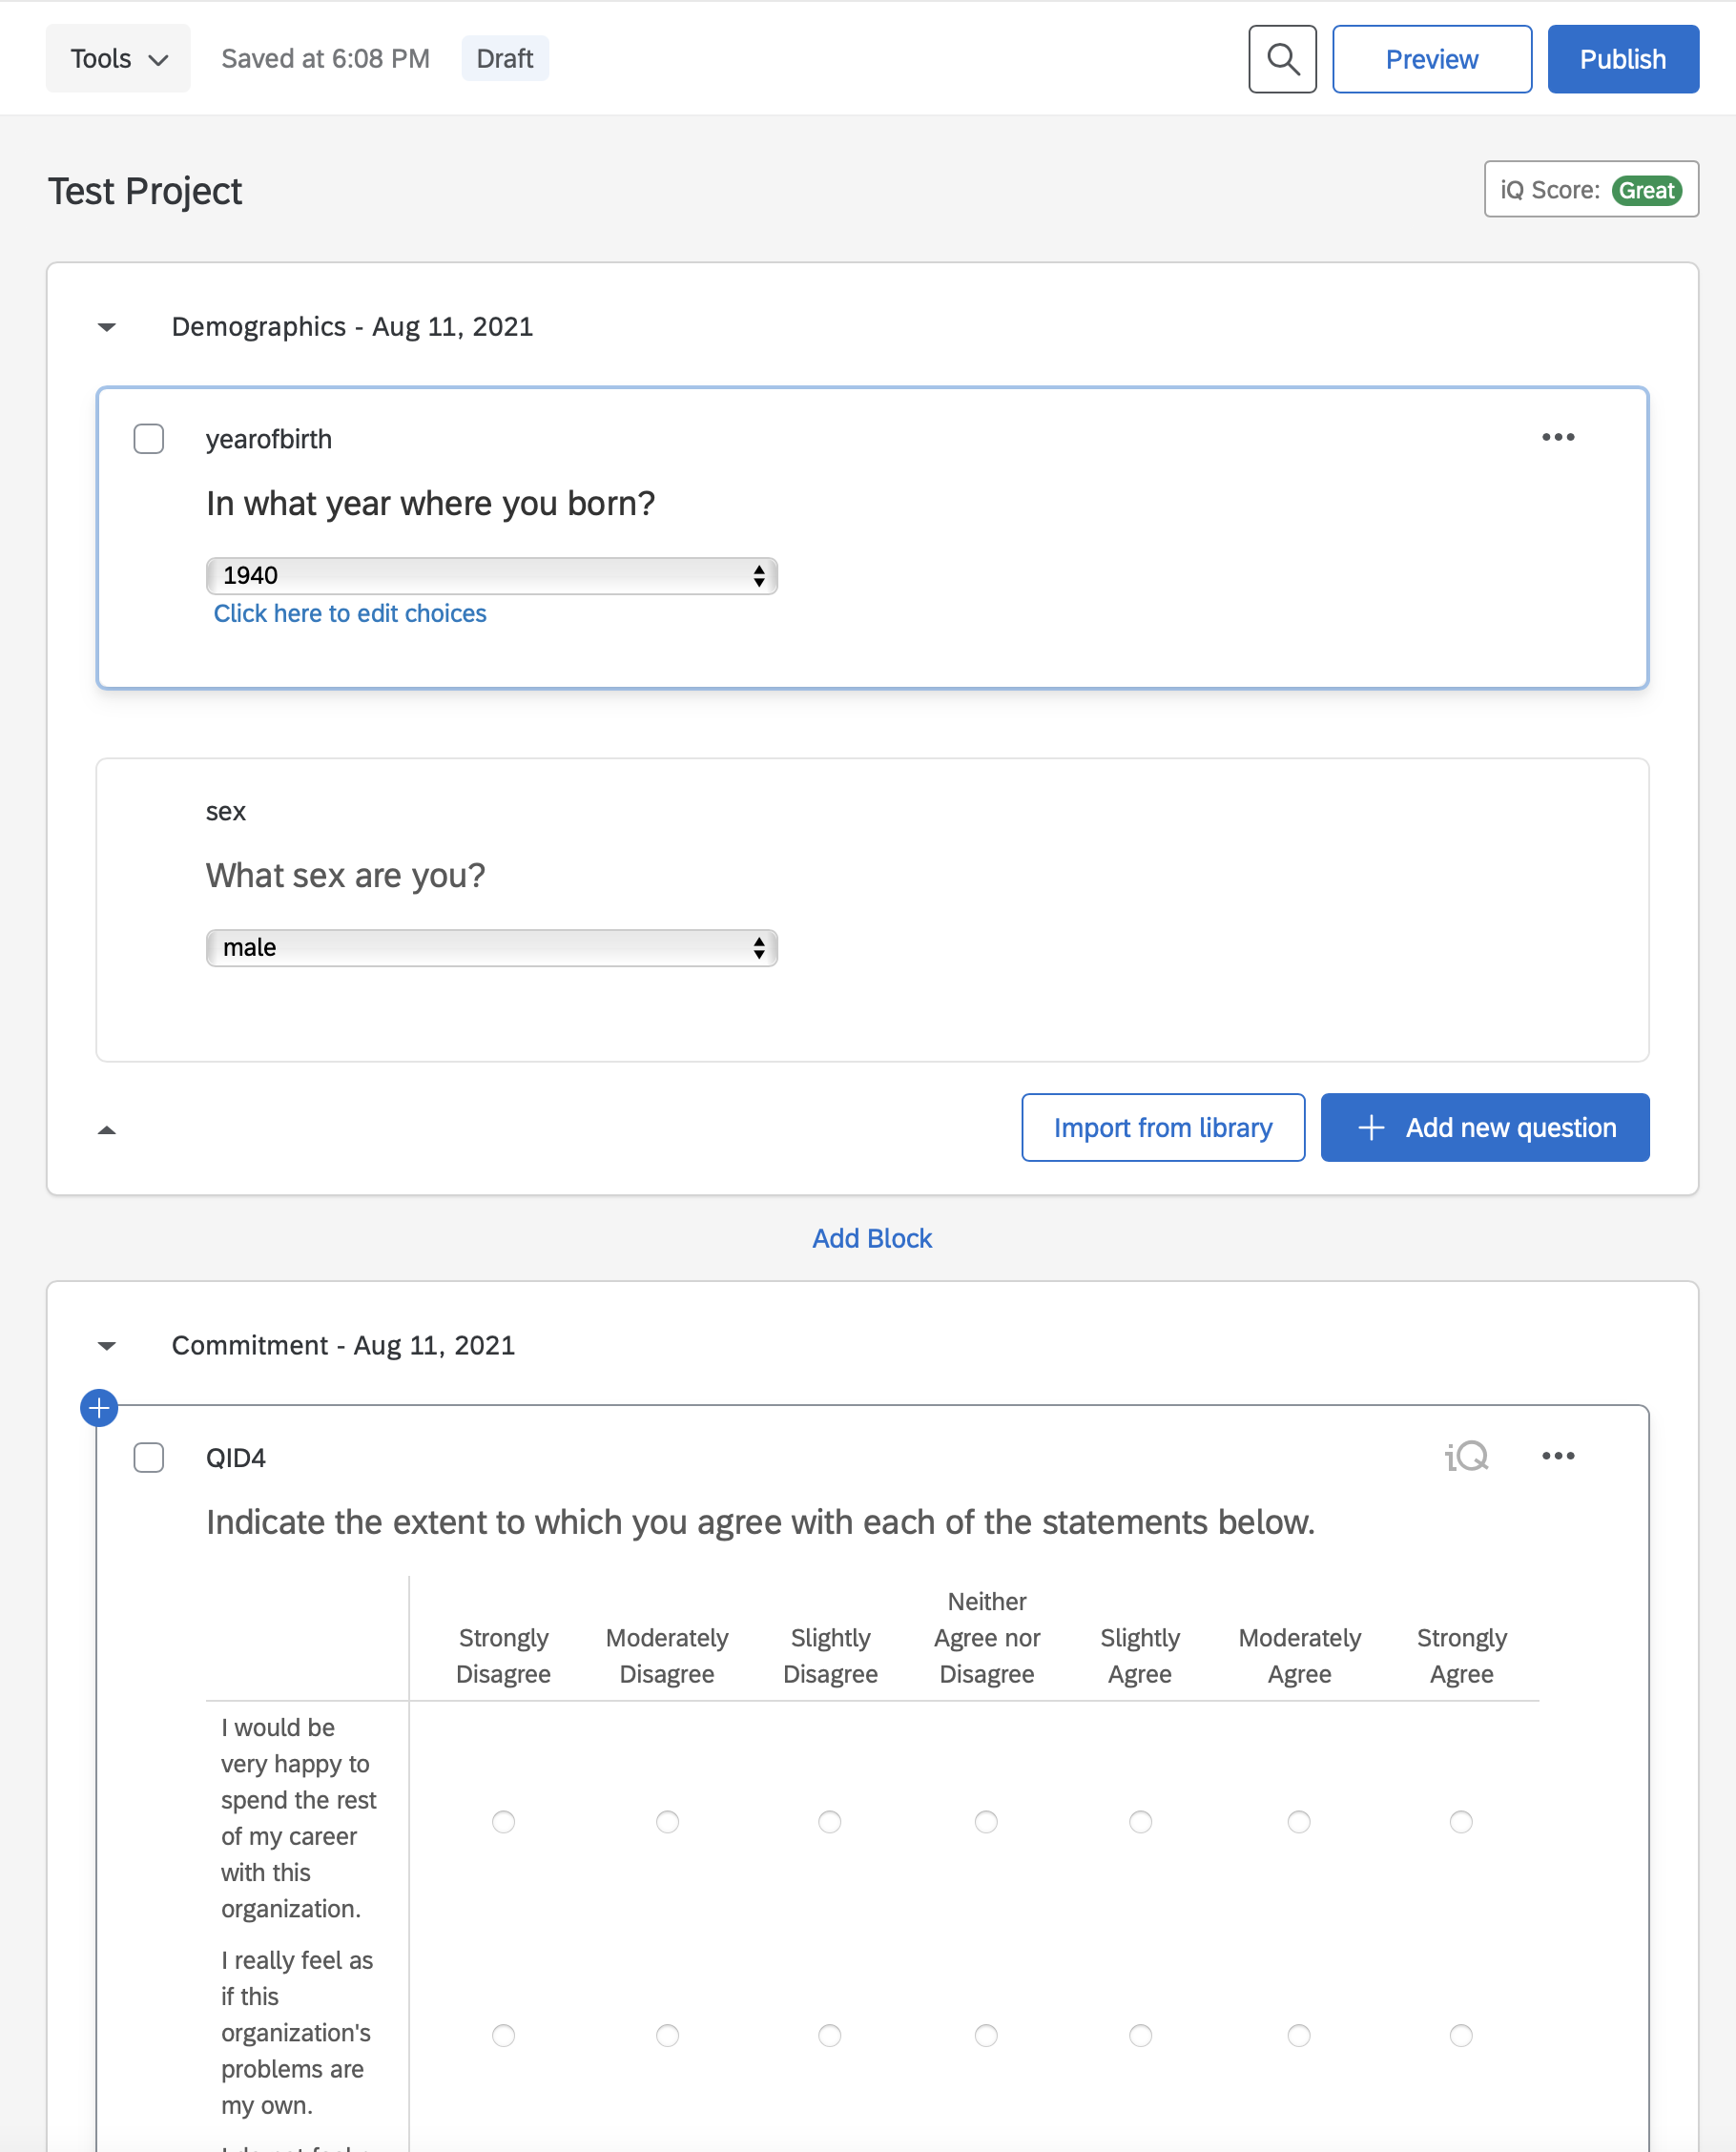 Tools
Saved at 6:08 PM
Draft
Preview
Publish
Test Project
iQ Score: Great
Demographics - Aug 11, 2021
yearofbirth
In what year where you born?
1940
Click here to edit choices
sex
What sex are you?
male
Import from library
Add new question
Add Block
Commitment - Aug 11, 2021
QID4
iQ
Indicate the extent to which you agree with each of the statements below.
Strongly
Disagree
Moderately
Disagree
Slightly
Disagree
Neither
Agree nor
Disagree
Slightly
Agree
Moderately
Agree
Strongly
Agree
I would be
very happy to
spend the rest
of my career
with this
organization.
I really feel as
if this
organization's
problems are
my own.